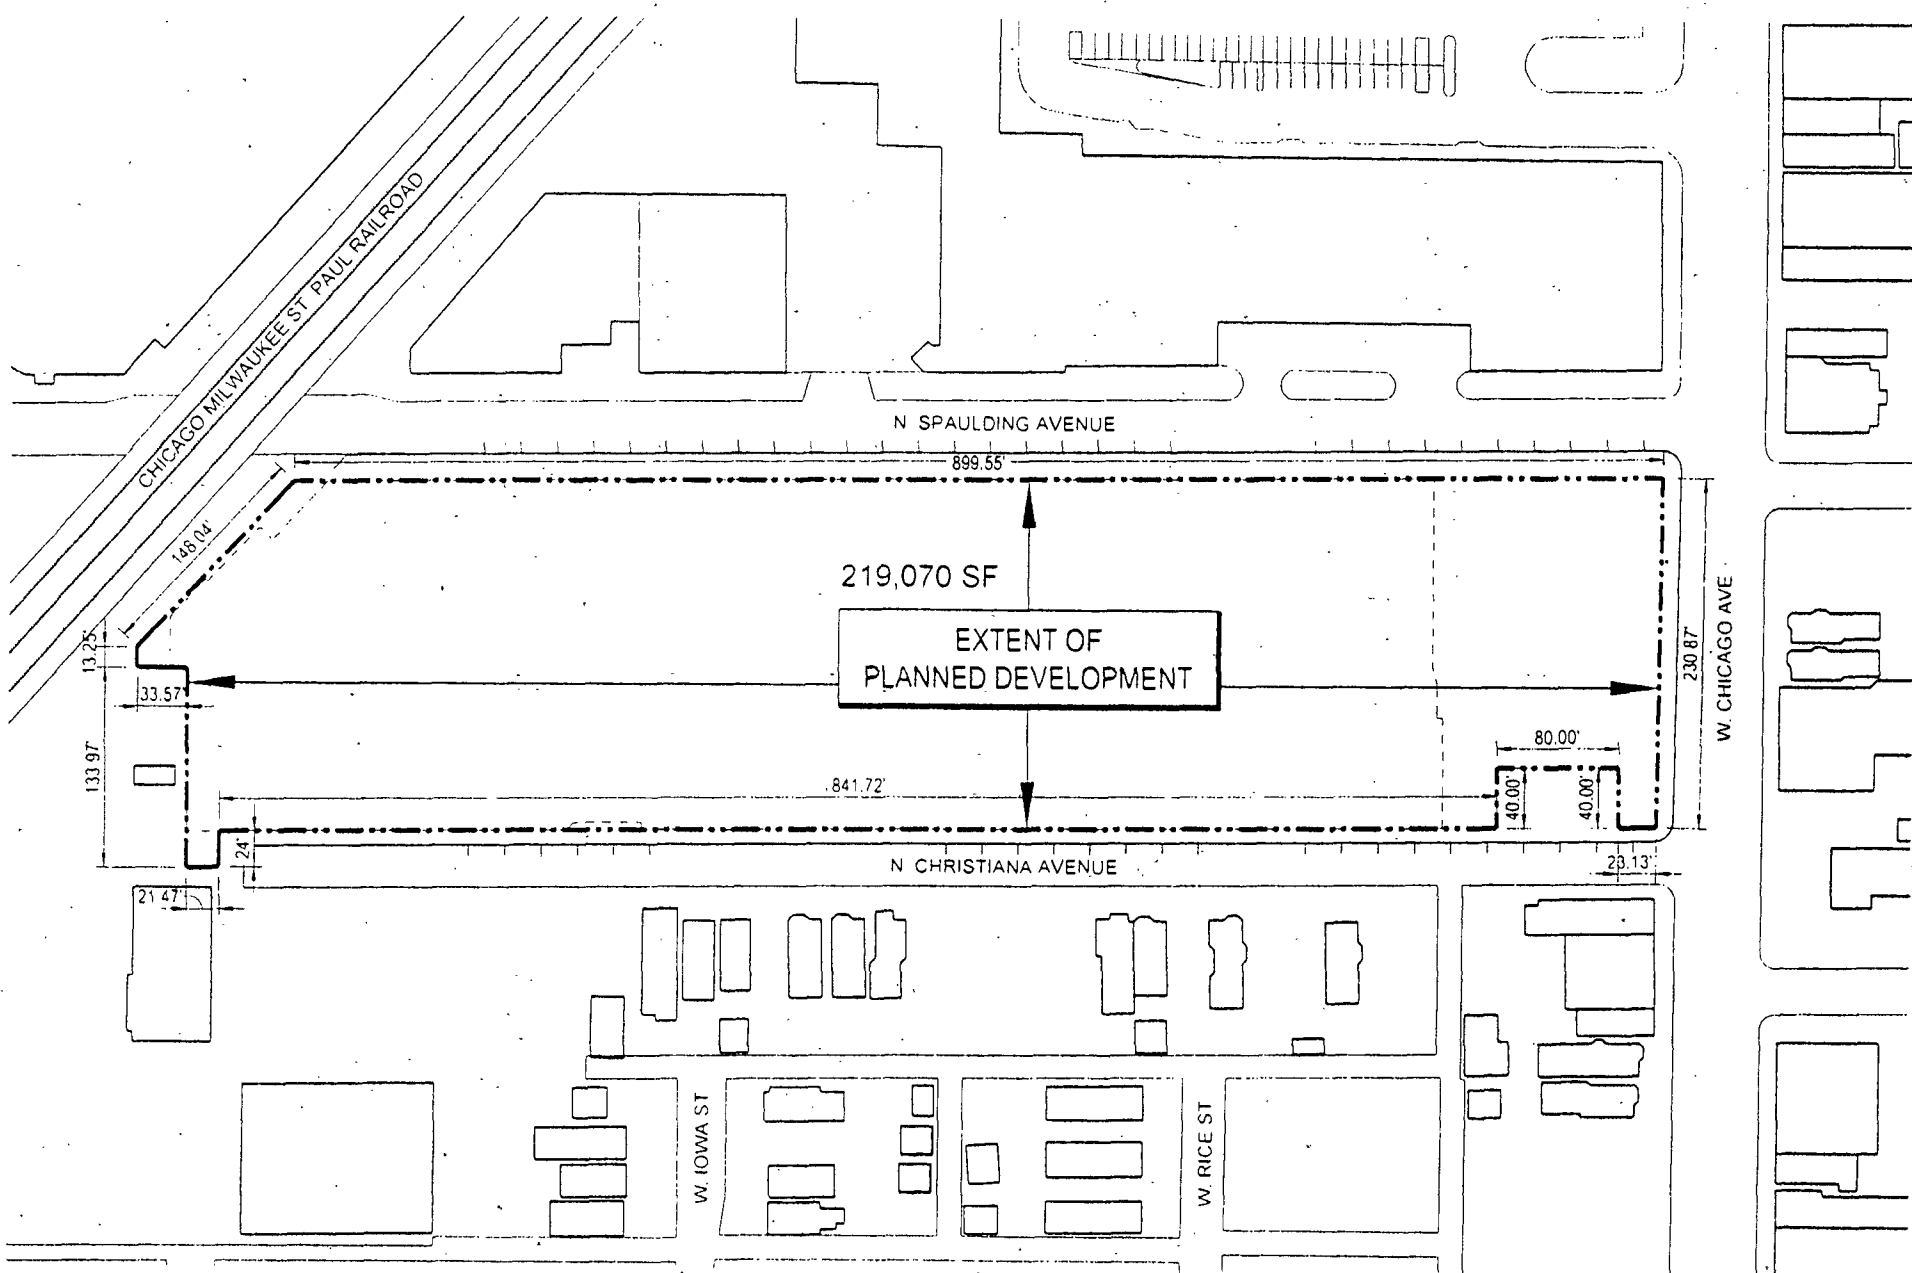 CHICAGO MILWAUKEE ST PAUL RAILROAD
N SPAULDING AVENUE
899.55'
148.04'
219,070 SF
EXTENT OF
PLANNED DEVELOPMENT
13.25'
33.57'
133.97'
230.87'
W. CHICAGO AVE
80.00'
40.00'
40.00'
841.72'
24'
N CHRISTIANA AVENUE
23.13'
21.47'
W. IOWA ST
W. RICE ST